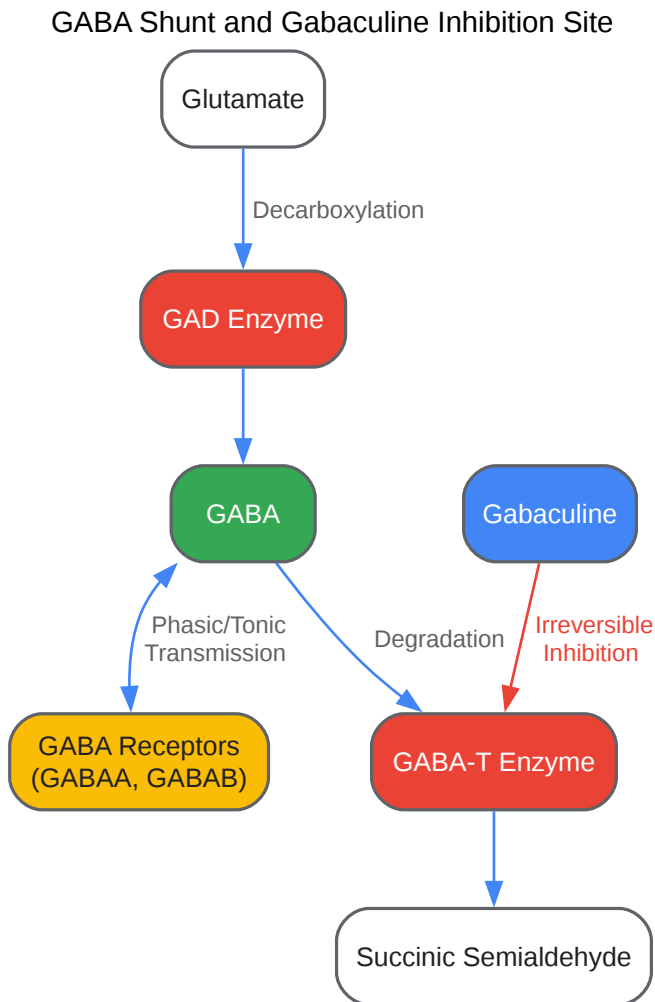 GABA Shunt and Gabaculine Inhibition Site
Glutamate
Decarboxylation
GAD Enzyme
GABA
Gabaculine
Phasic/Tonic
Transmission
Degradation
Irreversible
Inhibition
GABA Receptors
(GABAA, GABAB)
GABA-T Enzyme
Succinic Semialdehyde